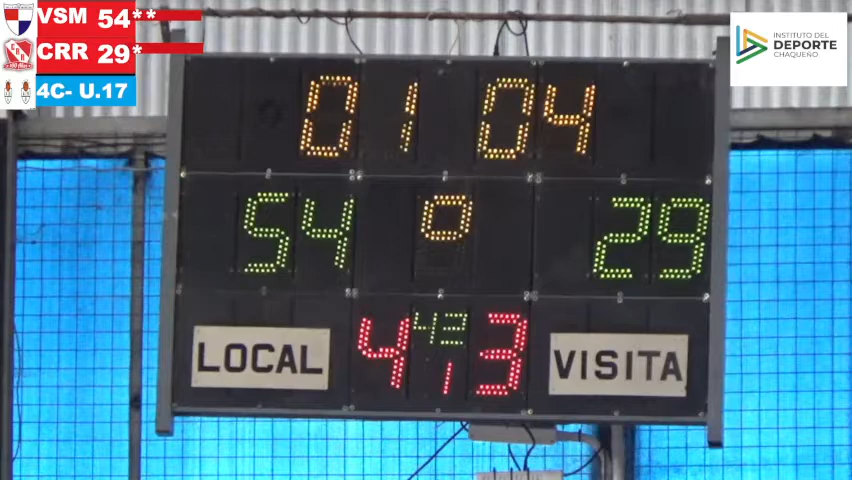 VSM 54**
CRR 29*
4C- U.17
INSTITUTO DEL
DEPORTE
CHAQUEÑO
01 04
54 0 29
4 42 3
1
LOCAL
VISITA